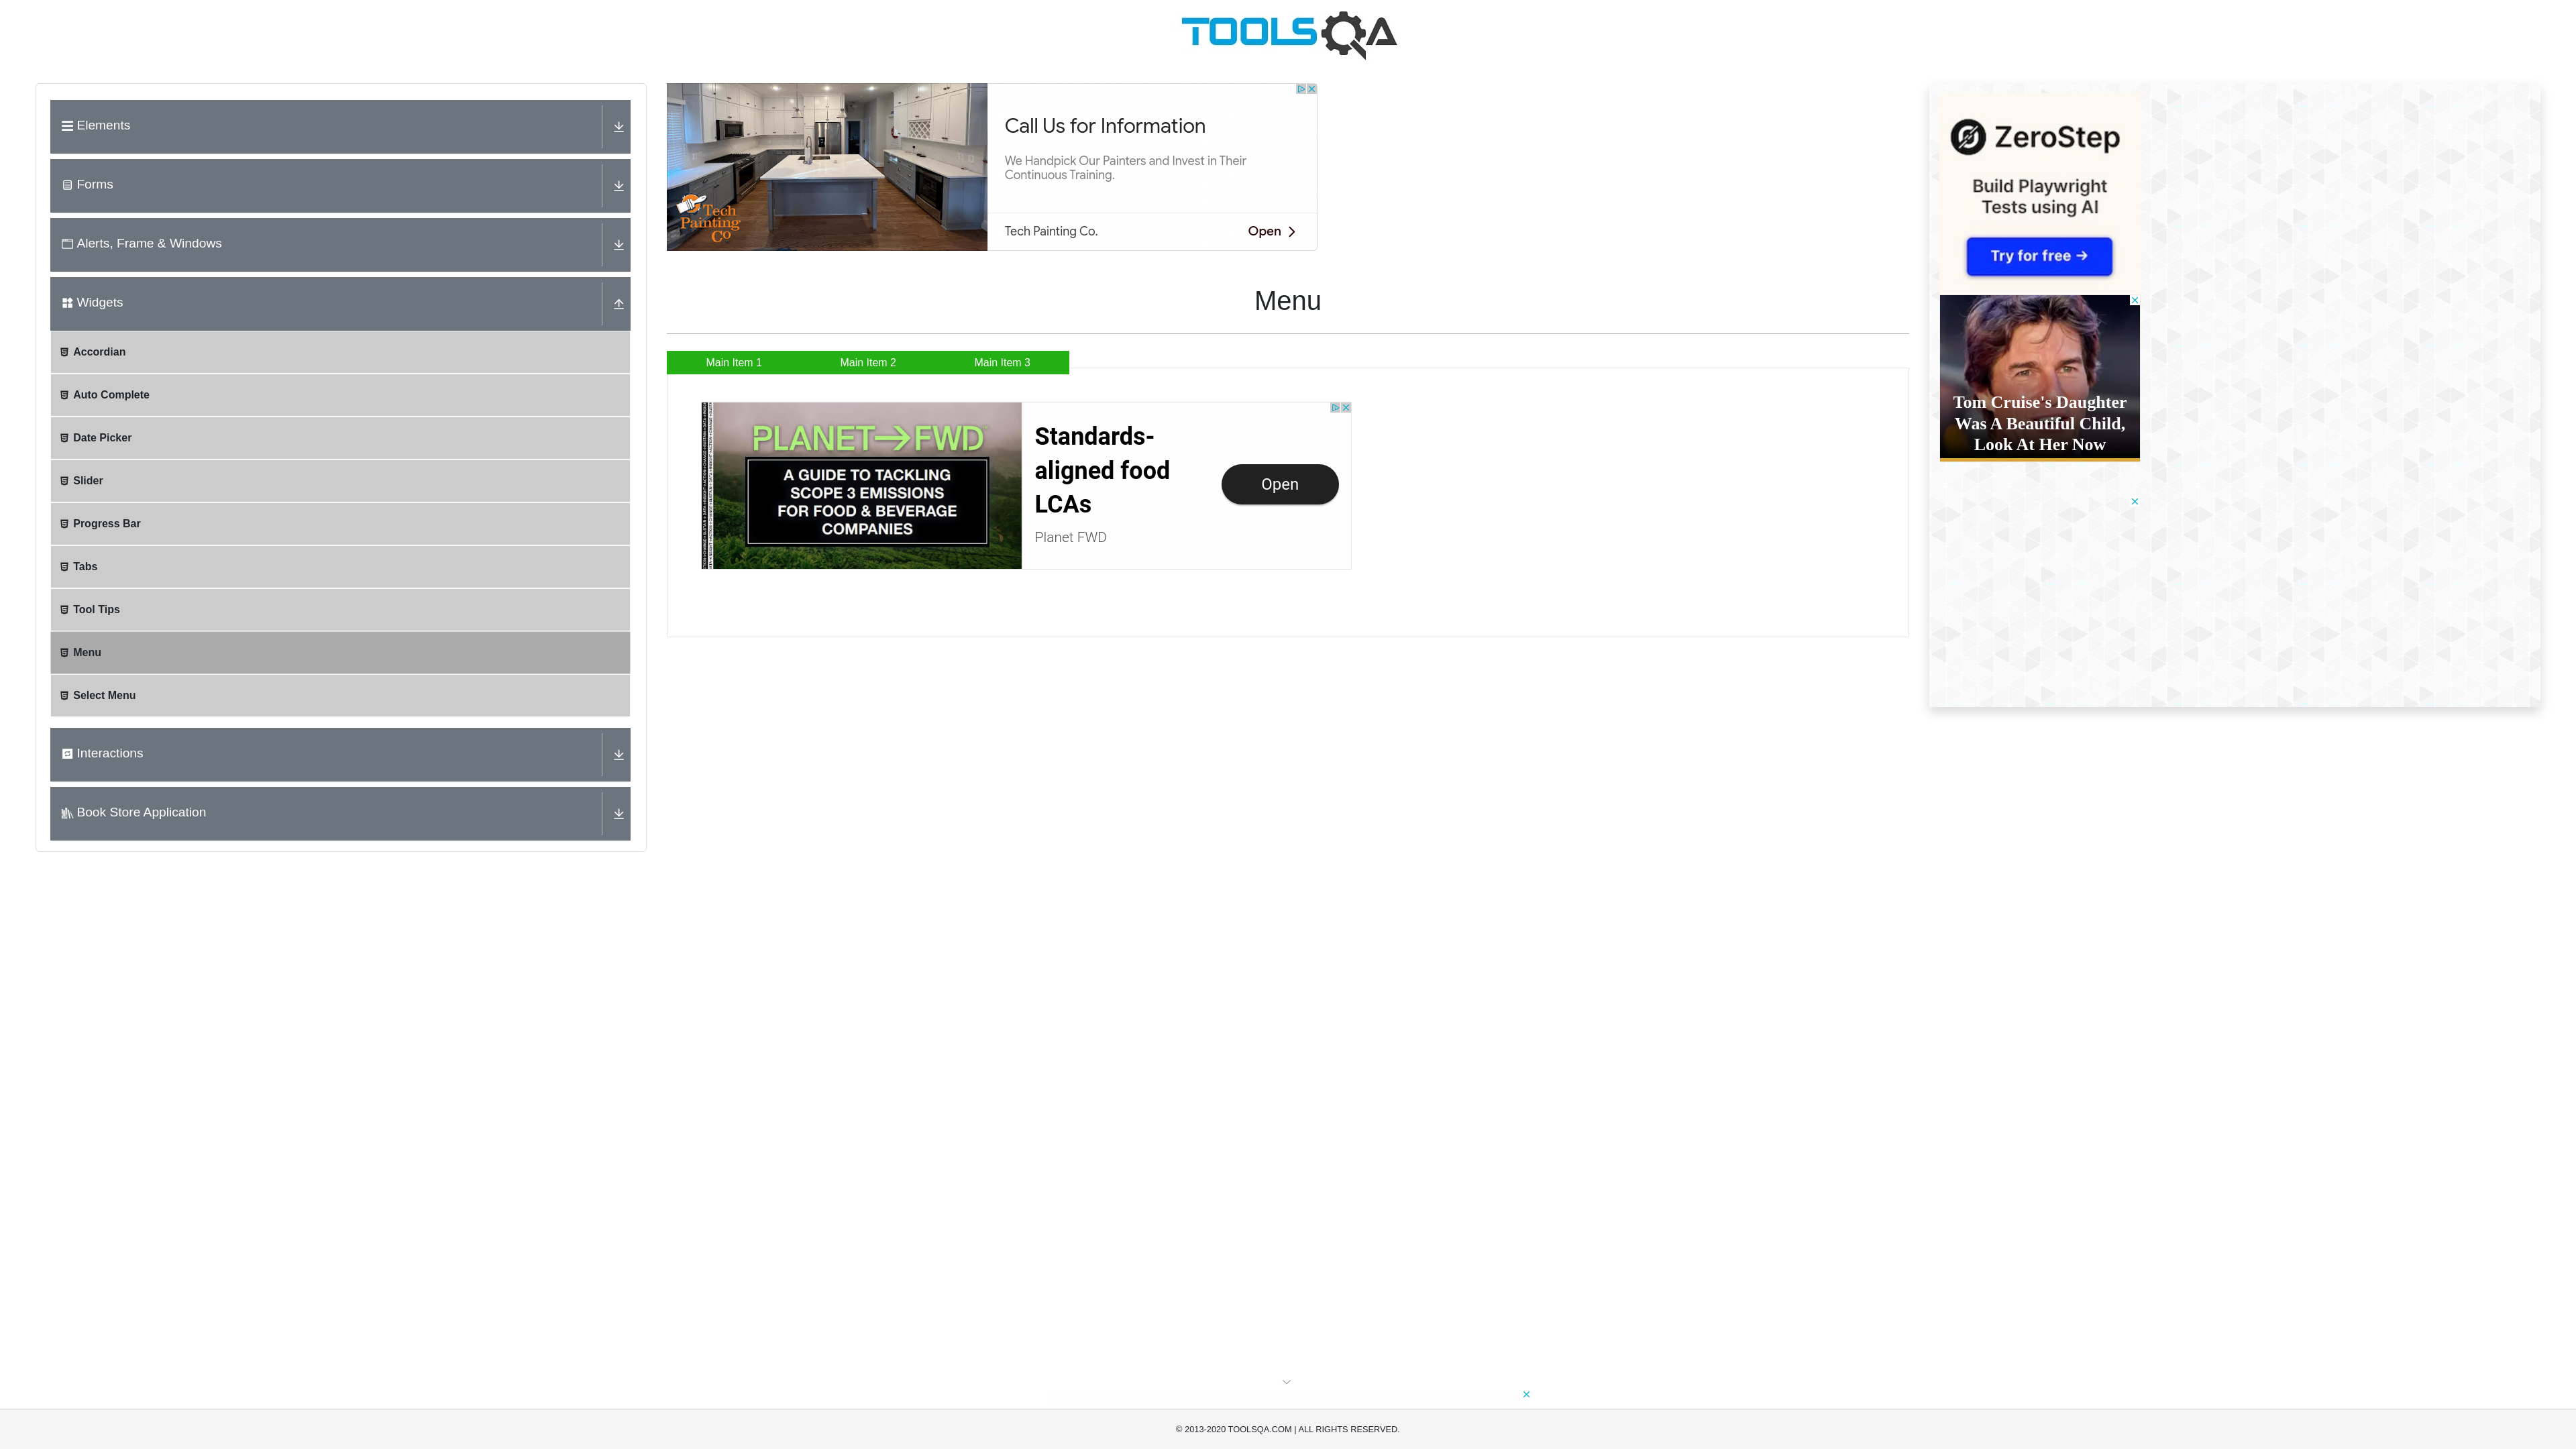 TOOLSQA
Elements
Forms
Alerts, Frame & Windows
Widgets
Accordian
Auto Complete
Date Picker
Slider
Progress Bar
Tabs
Tool Tips
Menu
Select Menu
Interactions
Book Store Application
Tech
Painting
Co
Call Us for Information
We Handpick Our Painters and Invest in Their
Continuous Training.
Tech Painting Co.
Open
Menu
Main Item 1
Main Item 2
Main Item 3
PLANET→FWD
A GUIDE TO TACKLING
SCOPE 3 EMISSIONS
FOR FOOD & BEVERAGE
COMPANIES
Standards-
aligned food
LCAs
Planet FWD
Open
ZeroStep
Build Playwright
Tests using AI
Try for free →
Tom Cruise's Daughter
Was A Beautiful Child,
Look At Her Now
© 2013-2020 TOOLSQA.COM | ALL RIGHTS RESERVED.